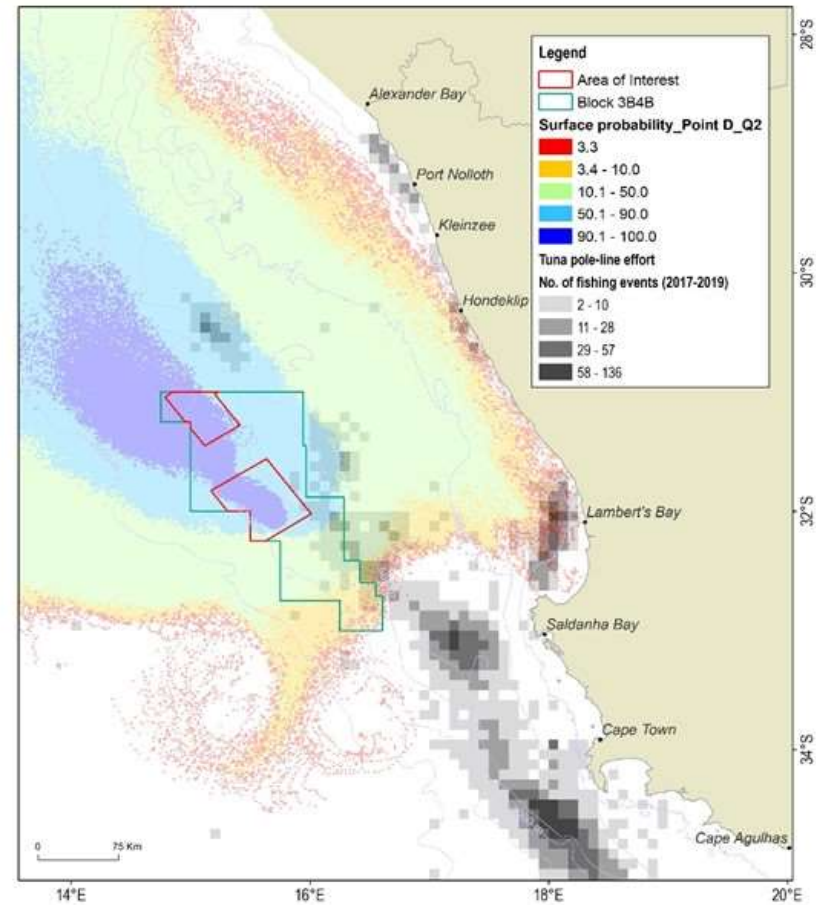 Legend
Area of Interest
Block 3B4B
Surface probability_Point D_Q2
3.3
3.4 - 10.0
10.1 - 50.0
50.1 - 90.0
90.1 - 100.0
Tuna pole-line effort
No. of fishing events (2017-2019)
2 - 10
11 - 28
29 - 57
58 - 136
28°S
Alexander Bay
Port Nolloth
Kleinzee
30°S
Hondeklip
32°S
Lambert's Bay
Saldanha Bay
Cape Town
34°S
Cape Agulhas
0 75 Km
14°E 16°E 18°E 20°E